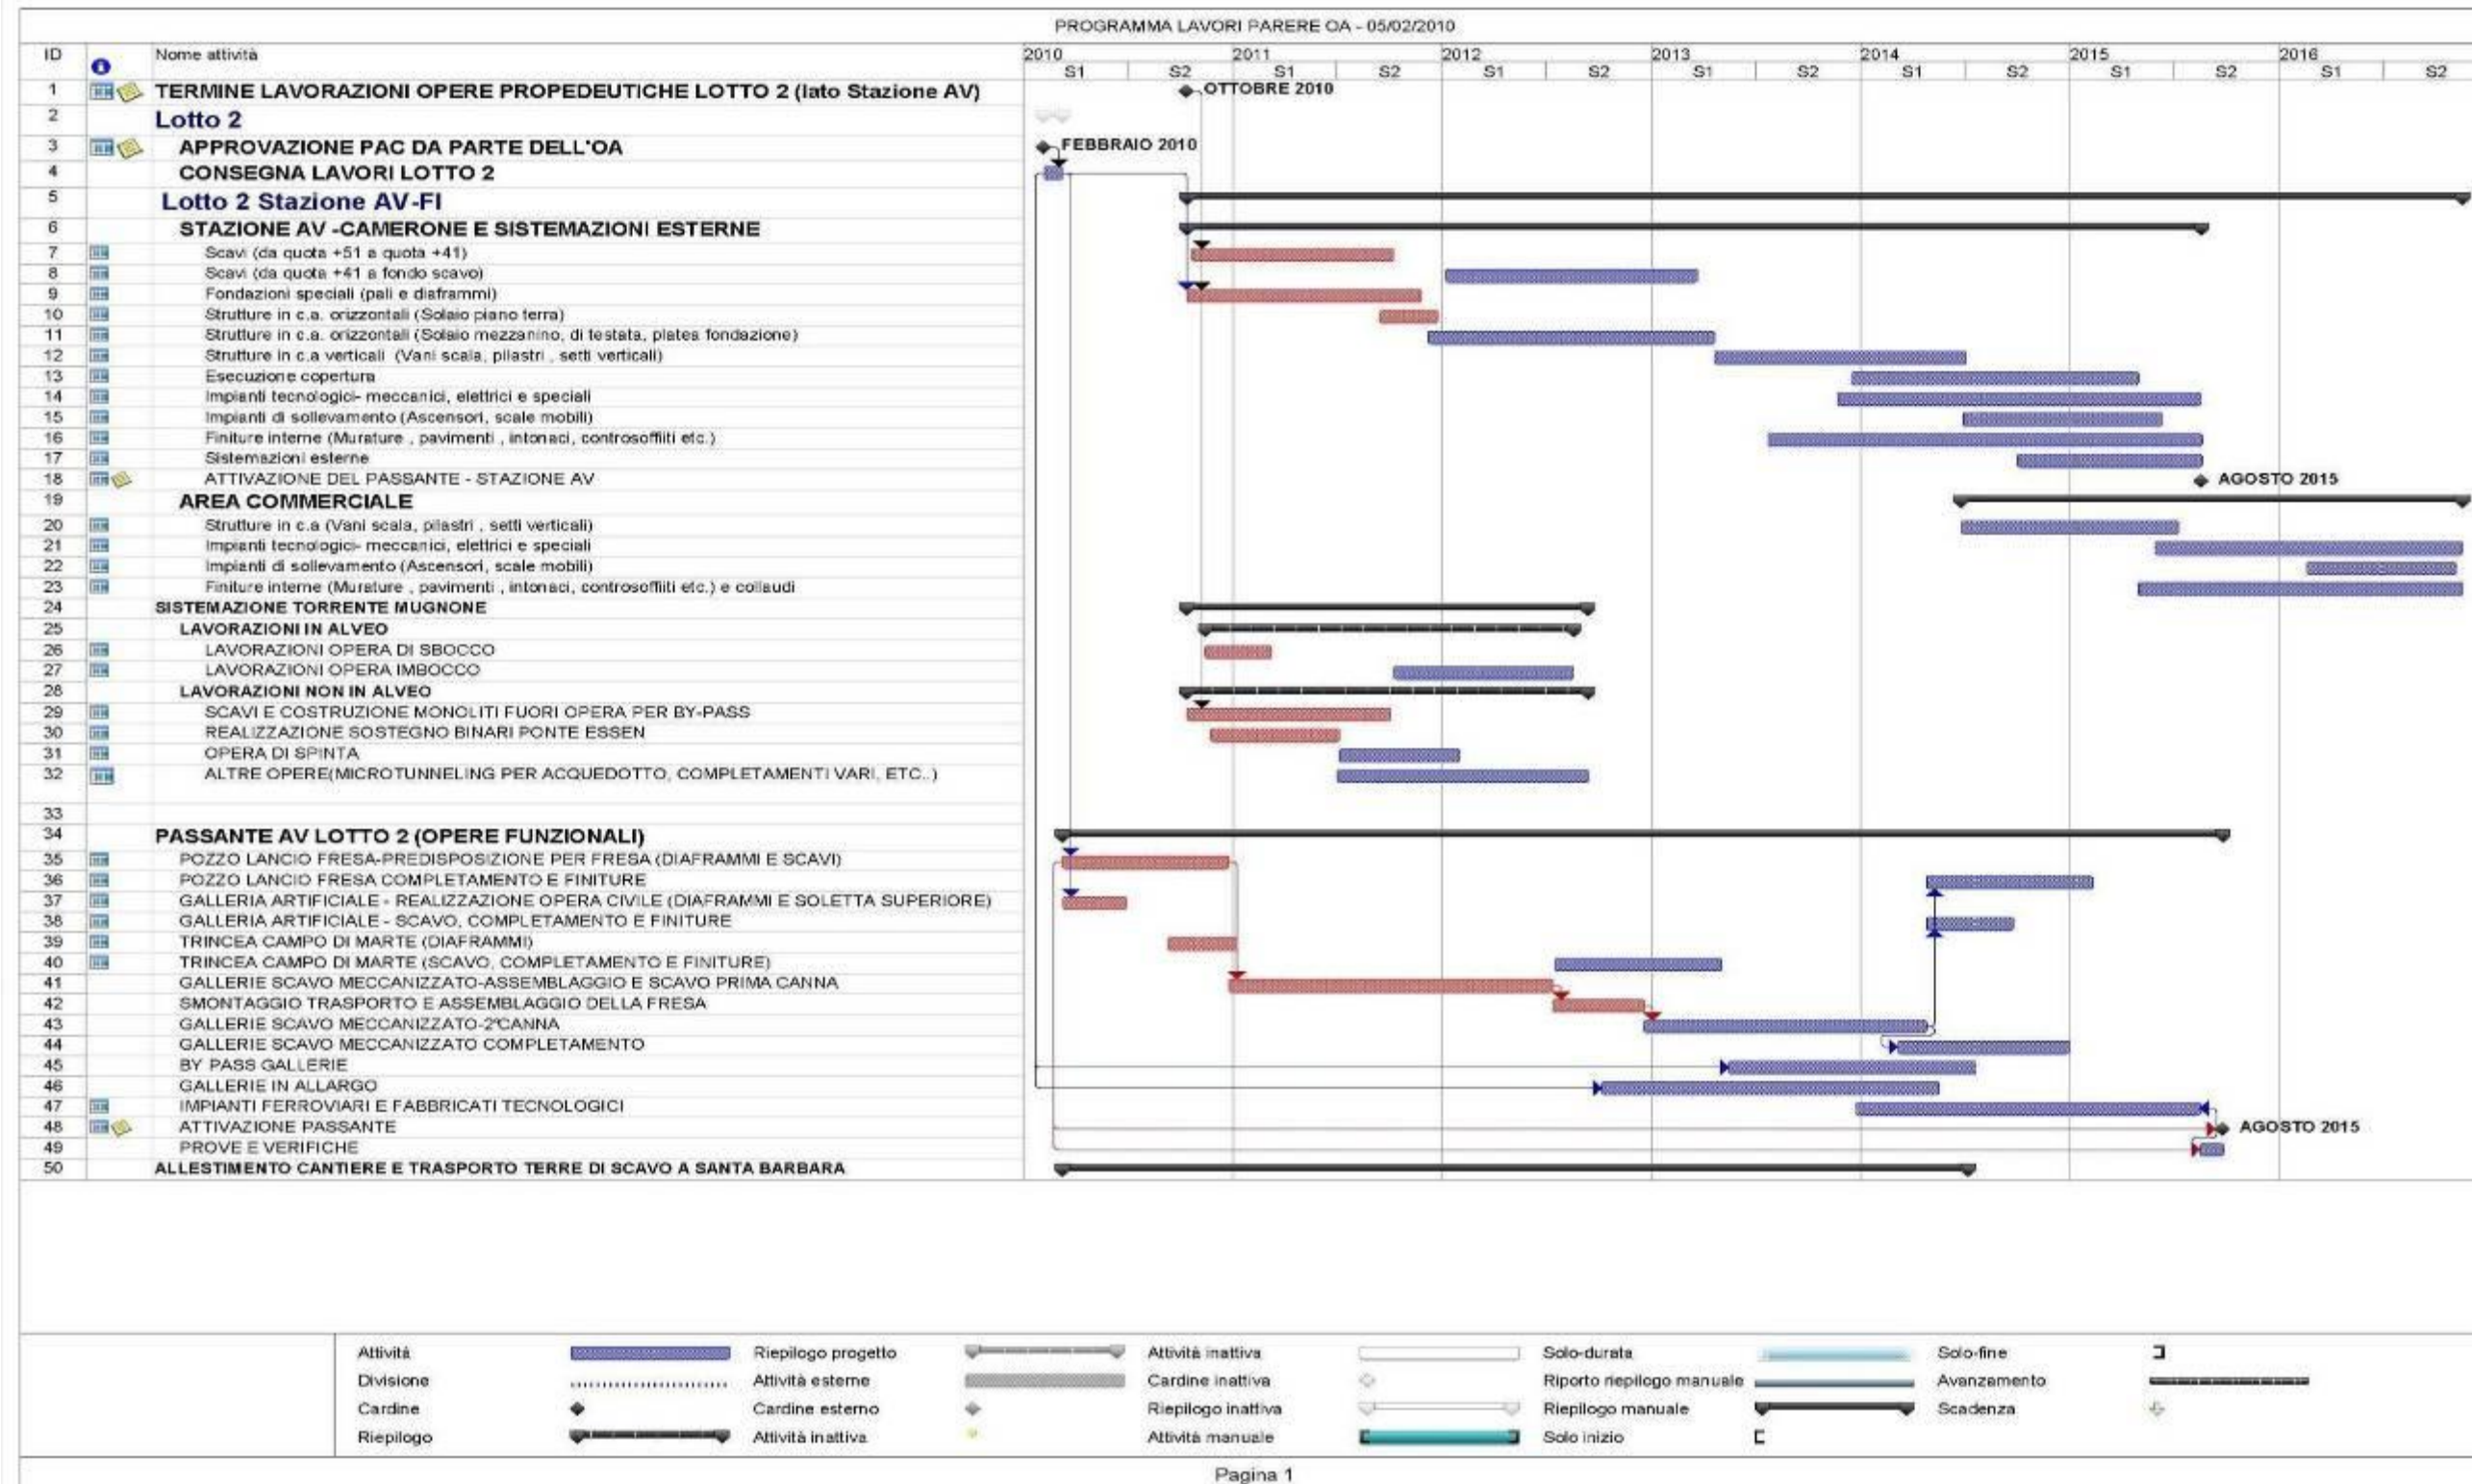 PROGRAMMA LAVORI PARERE OA - 05/02/2010
ID Nome attività 2010 2011 2012 2013 2014 2015 2016
S1 S2 S1 S2 S1 S2 S1 S2 S1 S2 S1 S2 S1 S2
1 TERMINE LAVORAZIONI OPERE PROPEDEUTICHE LOTTO 2 (lato Stazione AV) OTTOBRE 2010
2 Lotto 2
3 APPROVAZIONE PAC DA PARTE DELL'OA FEBBRAIO 2010
4 CONSEGNA LAVORI LOTTO 2
5 Lotto 2 Stazione AV-FI
6 STAZIONE AV -CAMERONE E SISTEMAZIONI ESTERNE
7 Scavi (da quota +51 a quota +41)
8 Scavi (da quota +41 a fondo scavo)
9 Fondazioni speciali (pali e diaframmi)
10 Strutture in c.a. orizzontali (Solaio piano terra)
11 Strutture in c.a. orizzontali (Solaio mezzanino, di testata, platea fondazione)
12 Strutture in c.a verticali (Vani scala, pilastri , setti verticali)
13 Esecuzione copertura
14 Impianti tecnologici- meccanici, elettrici e speciali
15 Impianti di sollevamento (Ascensori, scale mobili)
16 Finiture interne (Murature , pavimenti , intonaci, controsoffiti etc.)
17 Sistemazioni esterne
18 ATTIVAZIONE DEL PASSANTE - STAZIONE AV AGOSTO 2015
19 AREA COMMERCIALE
20 Strutture in c.a (Vani scala, pilastri , setti verticali)
21 Impianti tecnologici- meccanici, elettrici e speciali
22 Impianti di sollevamento (Ascensori, scale mobili)
23 Finiture interne (Murature , pavimenti , intonaci, controsoffiti etc.) e collaudi
24 SISTEMAZIONE TORRENTE MUGNONE
25 LAVORAZIONI IN ALVEO
26 LAVORAZIONI OPERA DI SBOCCO
27 LAVORAZIONI OPERA IMBOCCO
28 LAVORAZIONI NON IN ALVEO
29 SCAVI E COSTRUZIONE MONOLITI FUORI OPERA PER BY-PASS
30 REALIZZAZIONE SOSTEGNO BINARI PONTE ESSEN
31 OPERA DI SPINTA
32 ALTRE OPERE(MICROTUNNELING PER ACQUEDOTTO, COMPLETAMENTI VARI, ETC..)
33
34 PASSANTE AV LOTTO 2 (OPERE FUNZIONALI)
35 POZZO LANCIO FRESA-PREDISPOSIZIONE PER FRESA (DIAFRAMMI E SCAVI)
36 POZZO LANCIO FRESA COMPLETAMENTO E FINITURE
37 GALLERIA ARTIFICIALE - REALIZZAZIONE OPERA CIVILE (DIAFRAMMI E SOLETTA SUPERIORE)
38 GALLERIA ARTIFICIALE - SCAVO, COMPLETAMENTO E FINITURE
39 TRINCEA CAMPO DI MARTE (DIAFRAMMI)
40 TRINCEA CAMPO DI MARTE (SCAVO, COMPLETAMENTO E FINITURE)
41 GALLERIE SCAVO MECCANIZZATO-ASSEMBLAGGIO E SCAVO PRIMA CANNA
42 SMONTAGGIO TRASPORTO E ASSEMBLAGGIO DELLA FRESA
43 GALLERIE SCAVO MECCANIZZATO-2°CANNA
44 GALLERIE SCAVO MECCANIZZATO COMPLETAMENTO
45 BY PASS GALLERIE
46 GALLERIE IN ALLARGO
47 IMPIANTI FERROVIARI E FABBRICATI TECNOLOGICI
48 ATTIVAZIONE PASSANTE AGOSTO 2015
49 PROVE E VERIFICHE
50 ALLESTIMENTO CANTIERE E TRASPORTO TERRE DI SCAVO A SANTA BARBARA
Attività Riepilogo progetto Attività inattiva Solo-durata Solo-fine
Divisione Attività esterne Cardine inattiva Riporto riepilogo manuale Avanzamento
Cardine Cardine esterno Riepilogo inattiva Riepilogo manuale Scadenza
Riepilogo Attività inattiva Attività manuale Solo inizio
Pagina 1